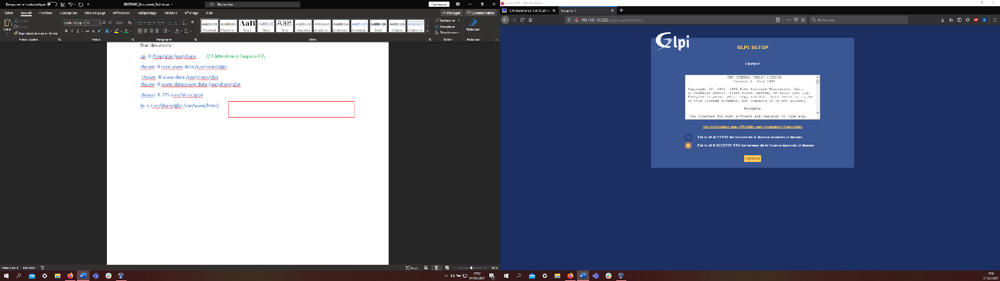 Enregistrement automatique
GESTPARC_Document_Technique
Rechercher
Connexion
Fichier Accueil Insertion Conception Mise en page Références Publipostage Révision Affichage Aide
Partager
Commentaires
Coller
Couper
Copier
Reproduire la mise en forme
Presse-papiers
Calibri (Corp
11
Police
Paragraphe
AaBbCcDc
¶ Normal
AaBbCcDc
¶ Sans int...
Titre 1
AaBbCcC
Titre 2
AaB
Titre
AaBbCcC
Sous-titre
Accentuat...
Accentuat...
Accentuat...
Élevé
Citation
Citation in...
Styles
Rechercher
Remplacer
Sélectionner
Édition
Rédacteur
Rédacteur
Don des droits :
cp -R /tmp/glpi /usr/share // ! Attention à l'espace ! \\
chown -R root.www-data /usr/share/glpi
chown -R www-data /usr/share/glpi
chown -R www-data:www-data /usr/share/glpi
chmod -R 775 /usr/share/glpi
ln -s /usr/share/glpi /var/www/html/
Page 3 sur 8 682 mots
Focus
136 %
15:52
01/02/2021
Setup GLPI - Mozilla Firefox
TUTO Installer GLPI et OCSInven
Setup GLPI
192.168.100.222/glpi/install/install.php
Rechercher
Glpi
GLPI SETUP
Licence
GNU GENERAL PUBLIC LICENSE
Version 2, June 1991
Copyright (C) 1989, 1991 Free Software Foundation, Inc.,
51 Franklin Street, Fifth Floor, Boston, MA 02110-1301 USA
Everyone is permitted to copy and distribute verbatim copies
of this license document, but changing it is not allowed.
Preamble
The licenses for most software are designed to take away
Des traductions non officielles sont également disponibles
J'ai lu et ACCEPTE les termes de la licence énoncés ci-dessus.
J'ai lu et N'ACCEPTE PAS les termes de la licence énoncés ci-dessus
Continuer
15:52
01/02/2021